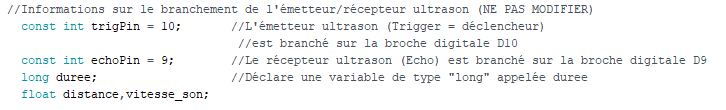 //Informations sur le branchement de l'émetteur/récepteur ultrason (NE PAS MODIFIER)
const int trigPin = 10; //L'émetteur ultrason (Trigger = déclencheur)
//est branché sur la broche digitale D10
const int echoPin = 9; //Le récepteur ultrason (Echo) est branché sur la broche digitale D9
long duree; //Déclare une variable de type "long" appelée duree
float distance,vitesse_son;